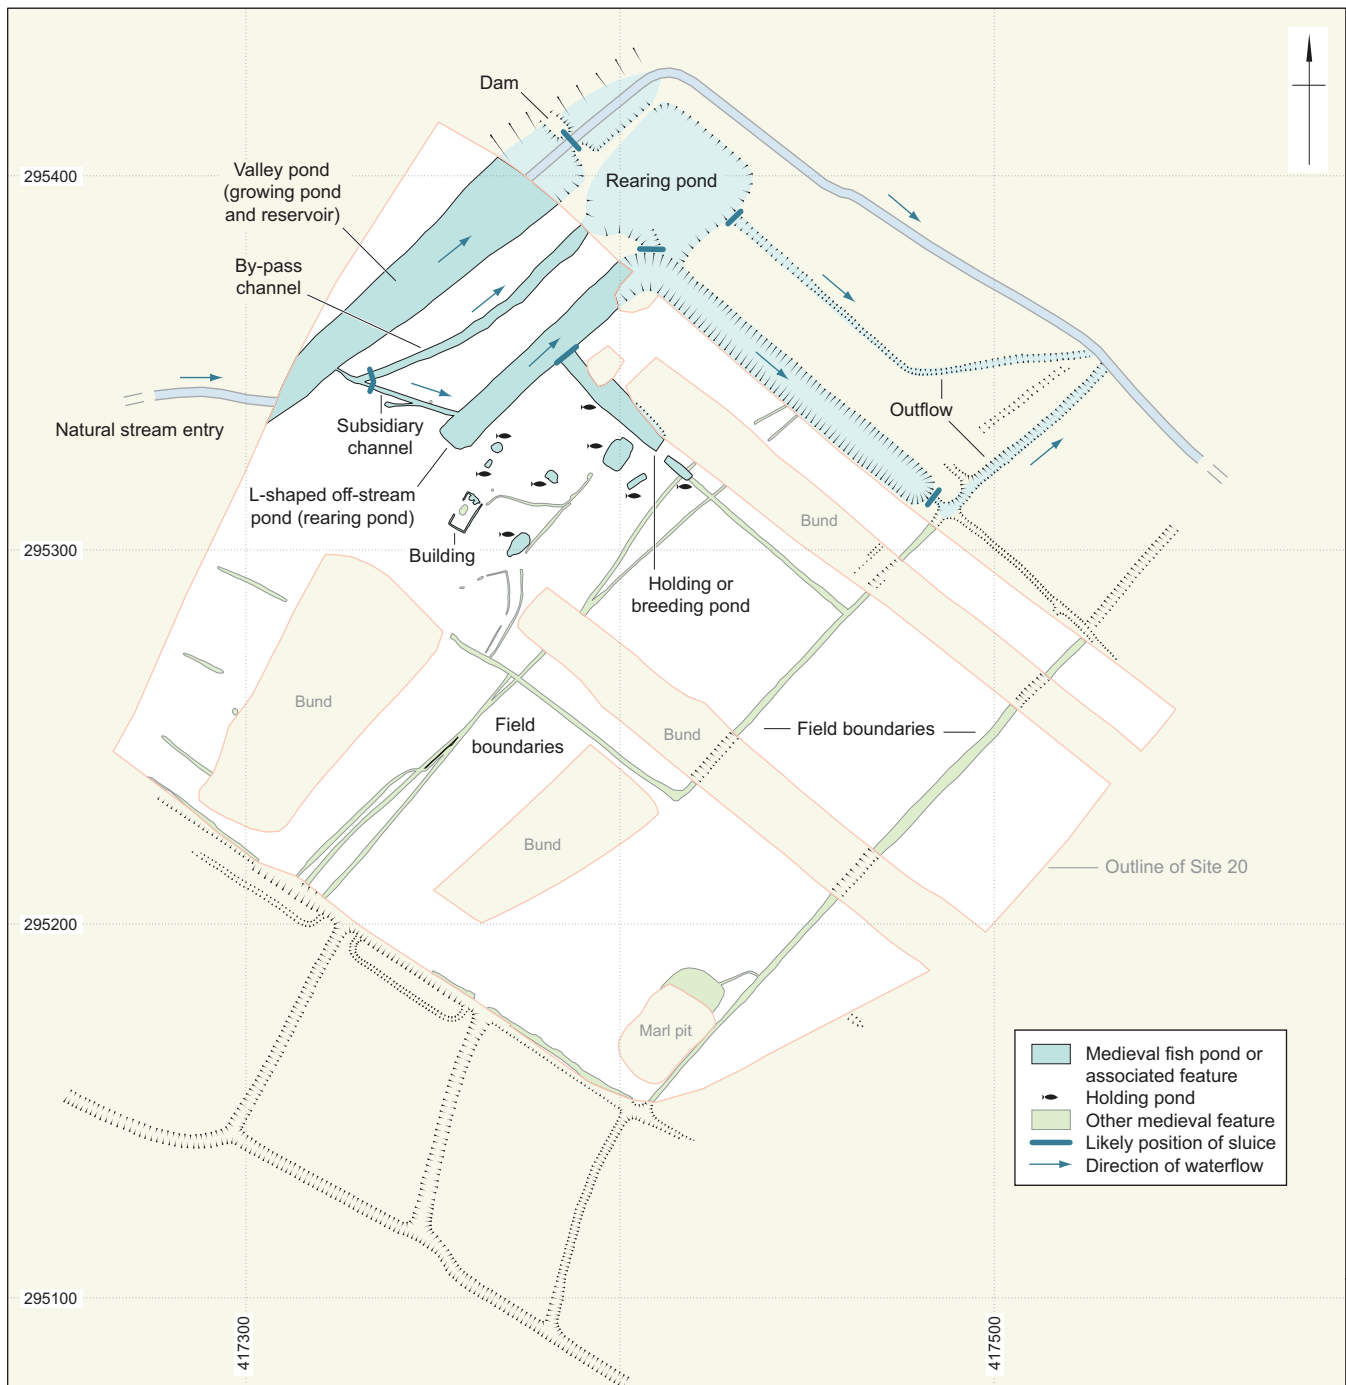 Dam
Valley pond
(growing pond
and reservoir)
295400
Rearing pond
By-pass
channel
Natural stream entry
Subsidiary
channel
Outflow
L-shaped off-stream
pond (rearing pond)
Building
Bund
295300
Holding or
breeding pond
Bund
Field
boundaries
Bund
Field boundaries
Bund
Outline of Site 20
295200
Marl pit
Medieval fish pond or
associated feature
Holding pond
Other medieval feature
Likely position of sluice
Direction of waterflow
295100
417300
417500